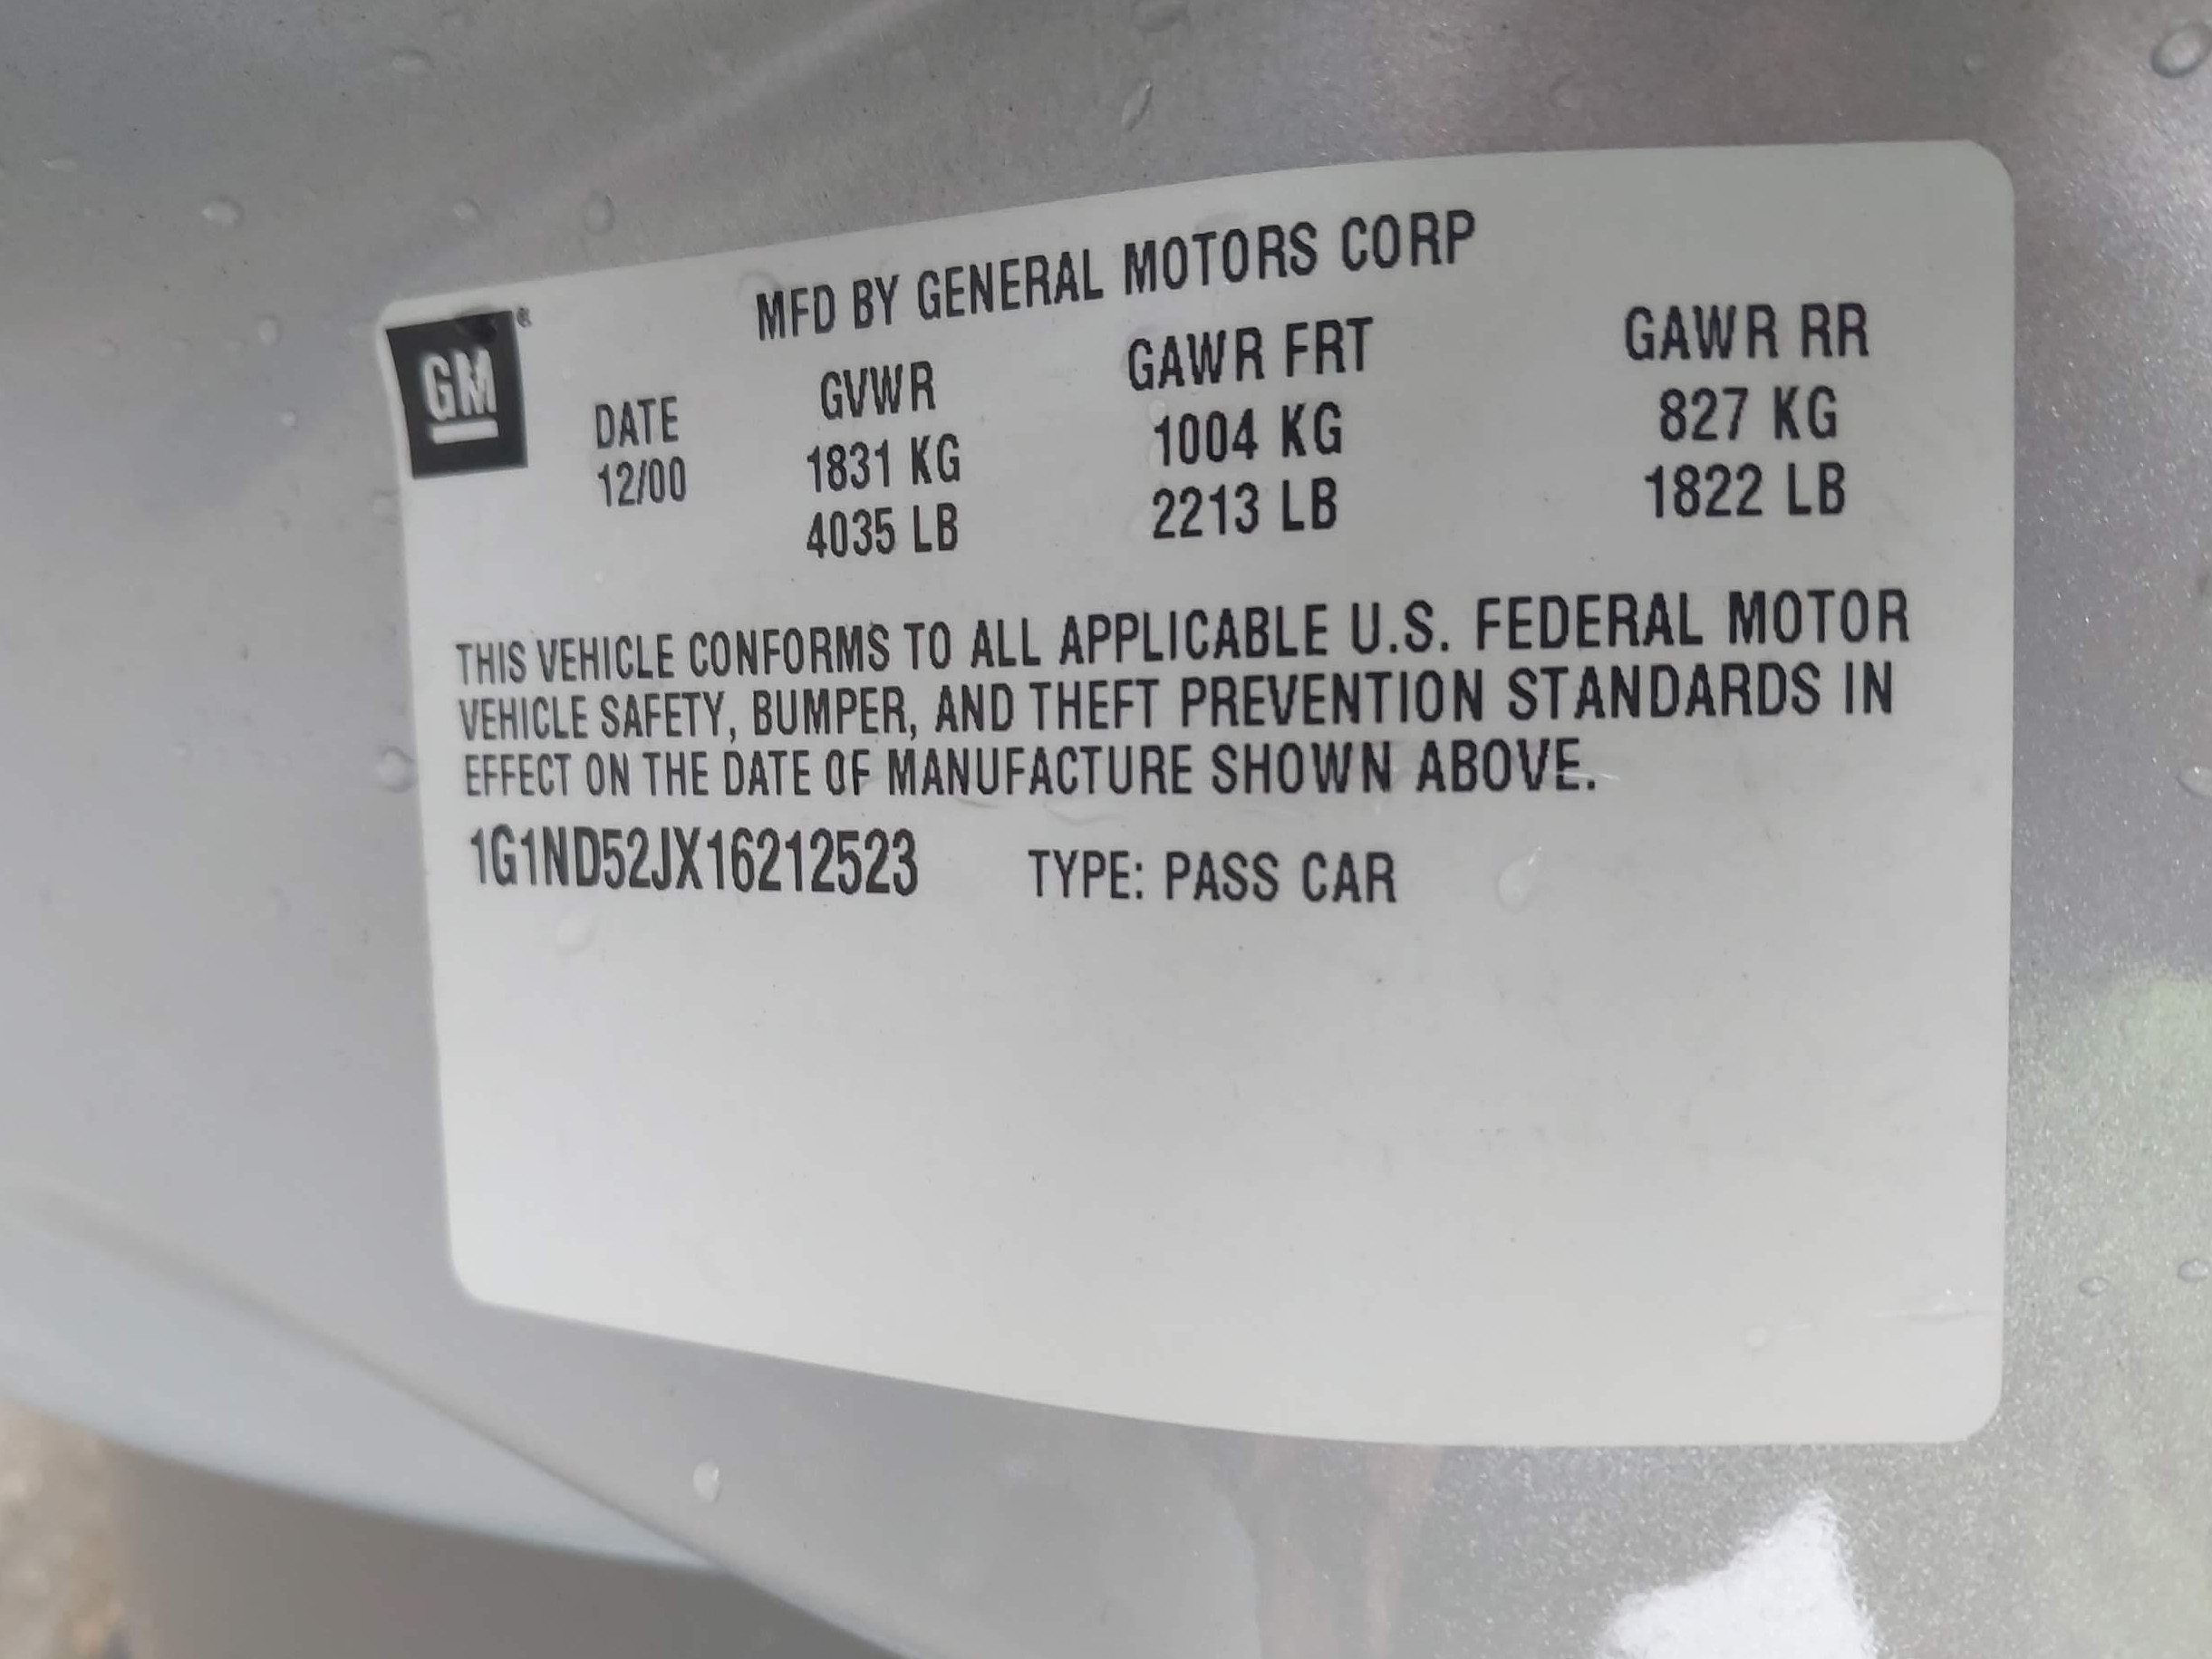 MFD BY GENERAL MOTORS CORP
GM®
DATE GVWR GAWR FRT GAWR RR
12/00 1831 KG 1004 KG 827 KG
4035 LB 2213 LB 1822 LB
THIS VEHICLE CONFORMS TO ALL APPLICABLE U.S. FEDERAL MOTOR
VEHICLE SAFETY, BUMPER, AND THEFT PREVENTION STANDARDS IN
EFFECT ON THE DATE OF MANUFACTURE SHOWN ABOVE.
1G1ND52JX16212523 TYPE: PASS CAR